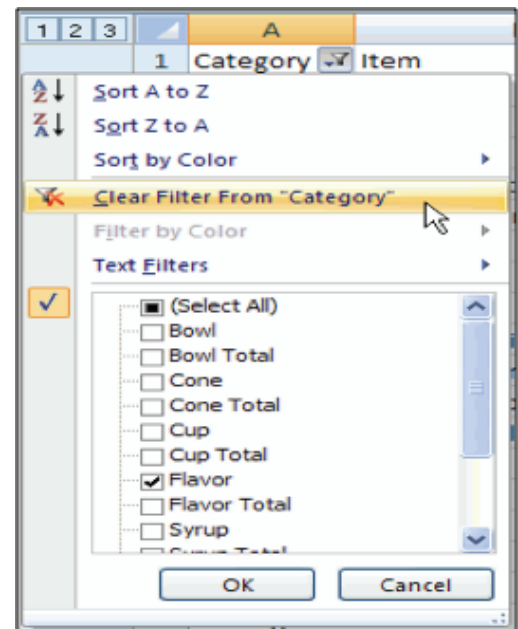 1 2 3 A
1 Category Item
Sort A to Z
Sort Z to A
Sort by Color
Clear Filter From "Category"
Filter by Color
Text Filters
(Select All)
Bowl
Bowl Total
Cone
Cone Total
Cup
Cup Total
Flavor
Flavor Total
Syrup
Syrup Total
OK Cancel